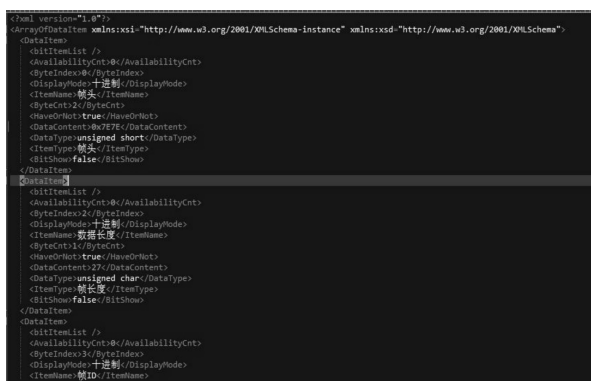 <?xml version="1.0"?>
<ArrayOfDataItem xmlns:xsi="http://www.w3.org/2001/XMLSchema-instance" xmlns:xsd="http://www.w3.org/2001/XMLSchema">
<DataItem>
<bitItemList />
<AvailabilityCnt>0</AvailabilityCnt>
<ByteIndex>0</ByteIndex>
<DisplayMode>十进制</DisplayMode>
<ItemName>帧头</ItemName>
<ByteCnt>2</ByteCnt>
<HaveOrNot>true</HaveOrNot>
<DataContent>0x7E7E</DataContent>
<DataType>unsigned short</DataType>
<ItemType>帧头</ItemType>
<BitShow>false</BitShow>
</DataItem>
<DataItem>
<bitItemList />
<AvailabilityCnt>0</AvailabilityCnt>
<ByteIndex>2</ByteIndex>
<DisplayMode>十进制</DisplayMode>
<ItemName>数据长度</ItemName>
<ByteCnt>1</ByteCnt>
<HaveOrNot>true</HaveOrNot>
<DataContent>27</DataContent>
<DataType>unsigned char</DataType>
<ItemType>帧长度</ItemType>
<BitShow>false</BitShow>
</DataItem>
<DataItem>
<bitItemList />
<AvailabilityCnt>0</AvailabilityCnt>
<ByteIndex>3</ByteIndex>
<DisplayMode>十进制</DisplayMode>
<ItemName>帧ID</ItemName>